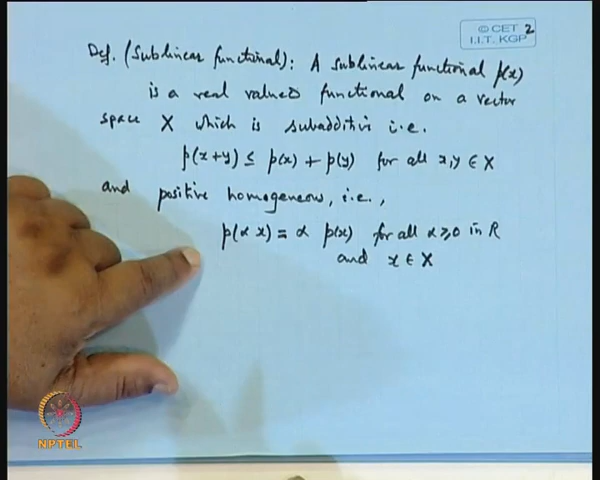 © CET 2
I.I.T. KGP
Def. (Sublinear functional): A sublinear functional p(x)
is a real valued functional on a vector
space X which is subadditive i.e.
p(x+y) ≤ p(x) + p(y) for all x,y ∈ X
and positive homogeneous, i.e.,
p(α x) = α p(x) for all α ≥ 0 in R
and x ∈ X
NPTEL